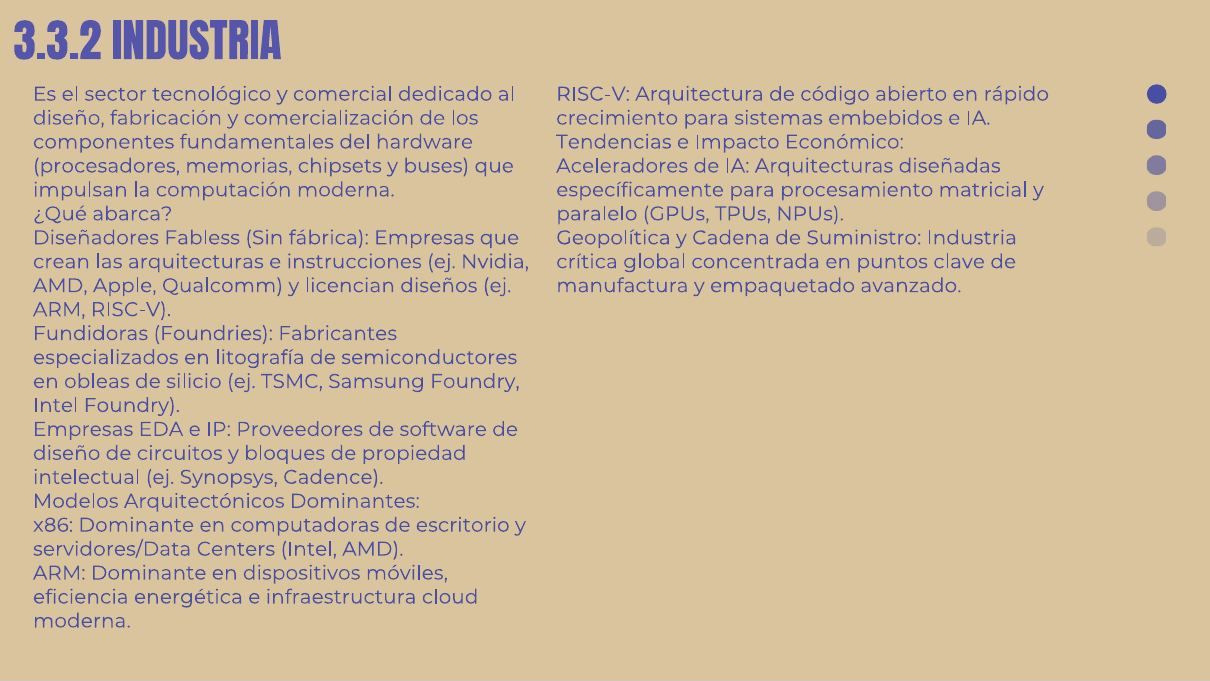 3.3.2 INDUSTRIA
Es el sector tecnológico y comercial dedicado al
diseño, fabricación y comercialización de los
componentes fundamentales del hardware
(procesadores, memorias, chipsets y buses) que
impulsan la computación moderna.
¿Qué abarca?
Diseñadores Fabless (Sin fábrica): Empresas que
crean las arquitecturas e instrucciones (ej. Nvidia,
AMD, Apple, Qualcomm) y licencian diseños (ej.
ARM, RISC-V).
Fundidoras (Foundries): Fabricantes
especializados en litografía de semiconductores
en obleas de silicio (ej. TSMC, Samsung Foundry,
Intel Foundry).
Empresas EDA e IP: Proveedores de software de
diseño de circuitos y bloques de propiedad
intelectual (ej. Synopsys, Cadence).
Modelos Arquitectónicos Dominantes:
x86: Dominante en computadoras de escritorio y
servidores/Data Centers (Intel, AMD).
ARM: Dominante en dispositivos móviles,
eficiencia energética e infraestructura cloud
moderna.
RISC-V: Arquitectura de código abierto en rápido
crecimiento para sistemas embebidos e IA.
Tendencias e Impacto Económico:
Aceleradores de IA: Arquitecturas diseñadas
específicamente para procesamiento matricial y
paralelo (GPUs, TPUs, NPUs).
Geopolítica y Cadena de Suministro: Industria
crítica global concentrada en puntos clave de
manufactura y empaquetado avanzado.